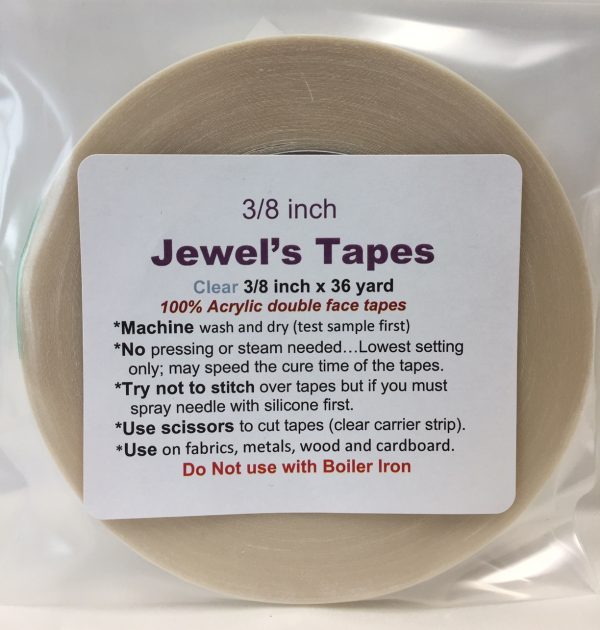 3/8 inch
Jewel's Tapes
Clear 3/8 inch x 36 yard
100% Acrylic double face tapes
*Machine wash and dry (test sample first)
*No pressing or steam needed...Lowest setting
only; may speed the cure time of the tapes.
*Try not to stitch over tapes but if you must
spray needle with silicone first.
*Use scissors to cut tapes (clear carrier strip).
*Use on fabrics, metals, wood and cardboard.
Do Not use with Boiler Iron